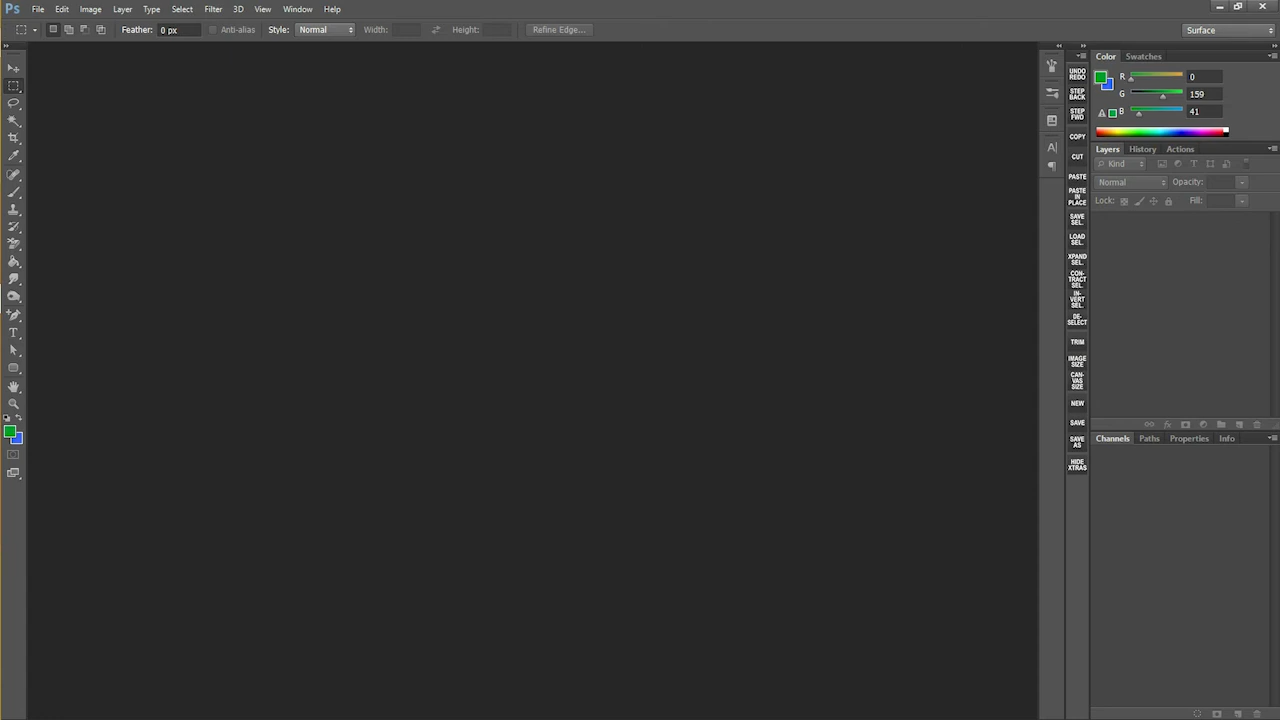 Ps File Edit Image Layer Type Select Filter 3D View Window Help
Feather: 0 px Anti-alias Style: Normal Width: Height: Refine Edge... Surface
Color Swatches
R 0
G 159
B 41
Layers History Actions
Kind T
Normal Opacity:
Lock: Fill:
Channels Paths Properties Info
A|
¶
T
UNDO
REDO
STEP
BACK
STEP
FWD
COPY
CUT
PASTE
PASTE
IN
PLACE
SAVE
SEL.
LOAD
SEL.
XPAND
SEL.
CON-
TRACT
SEL.
IN-
VERT
SEL.
DE-
SELECT
TRIM
IMAGE
SIZE
CAN-
VAS
SIZE
NEW
SAVE
SAVE
AS
HIDE
XTRAS